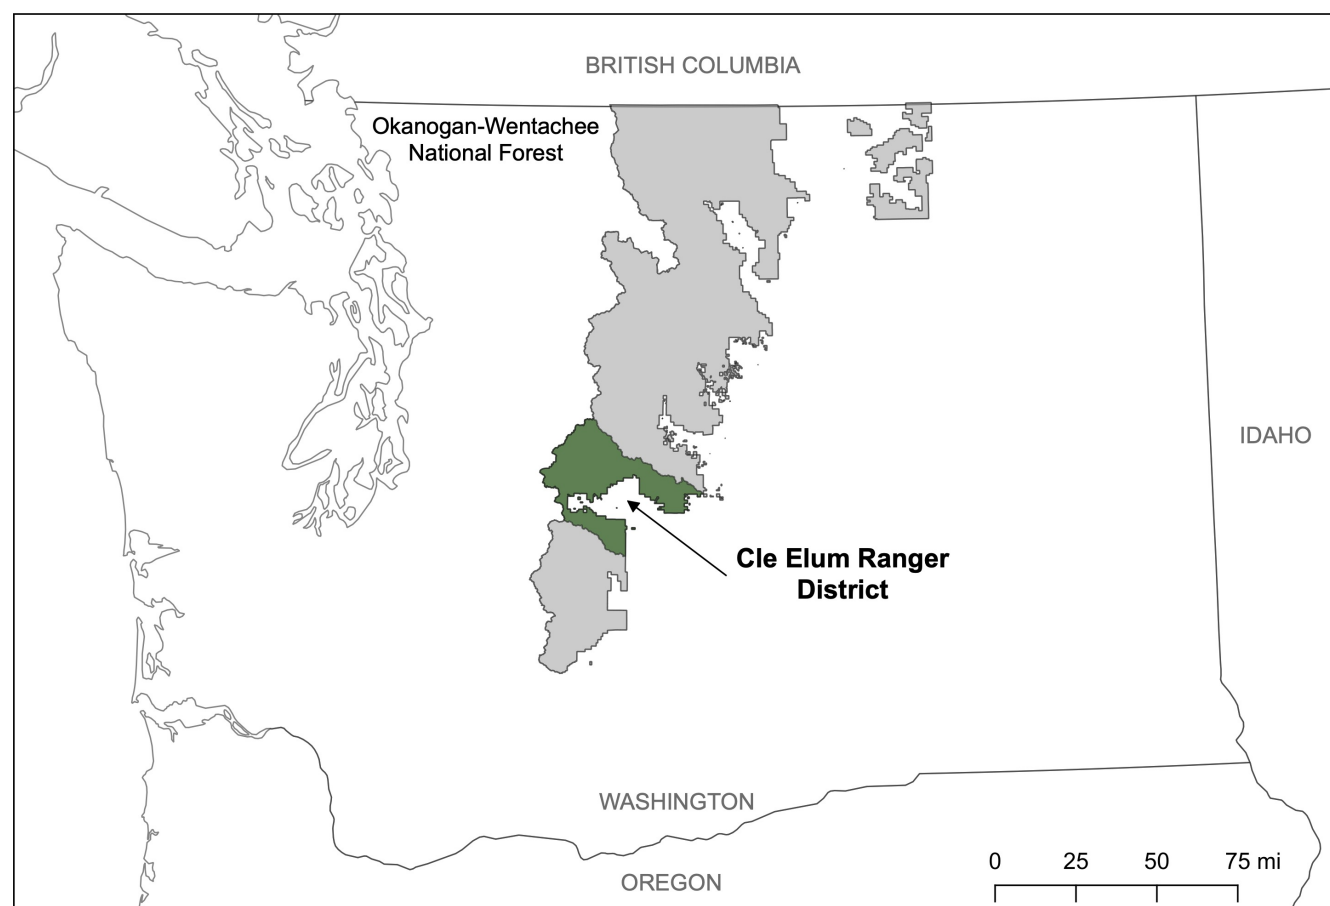 BRITISH COLUMBIA
Okanogan-Wentachee
National Forest
IDAHO
Cle Elum Ranger
District
WASHINGTON
0 25 50 75 mi
OREGON